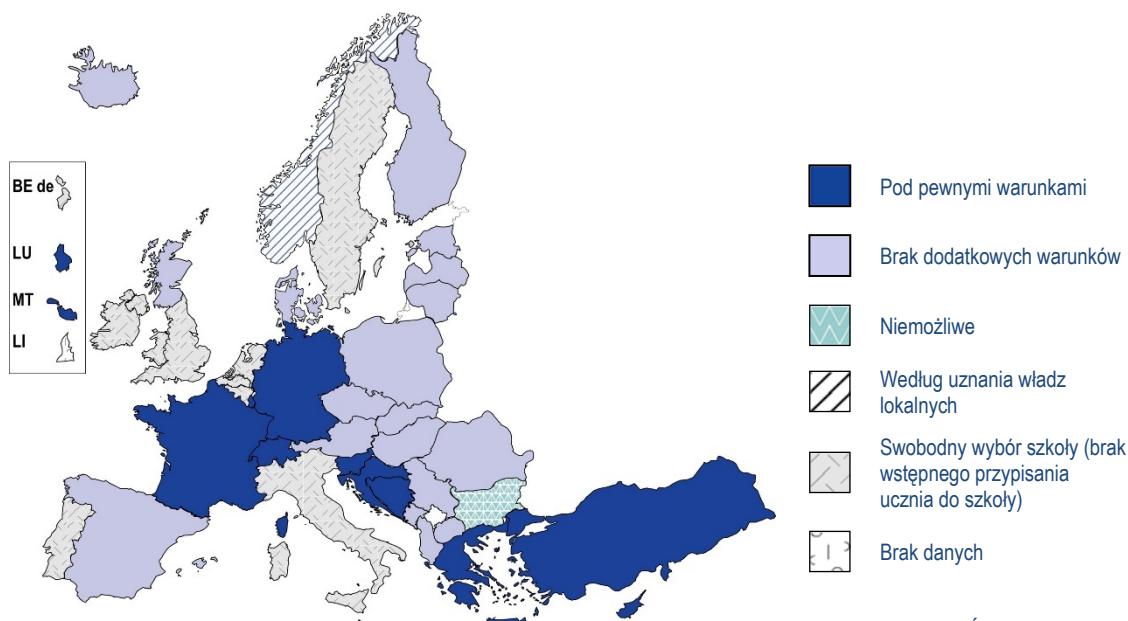 BE de
LU
MT
LI
Pod pewnymi warunkami
Brak dodatkowych warunków
Niemożliwe
Według uznania władz
lokalnych
Swobodny wybór szkoły (brak
wstępnego przypisania
ucznia do szkoły)
Brak danych